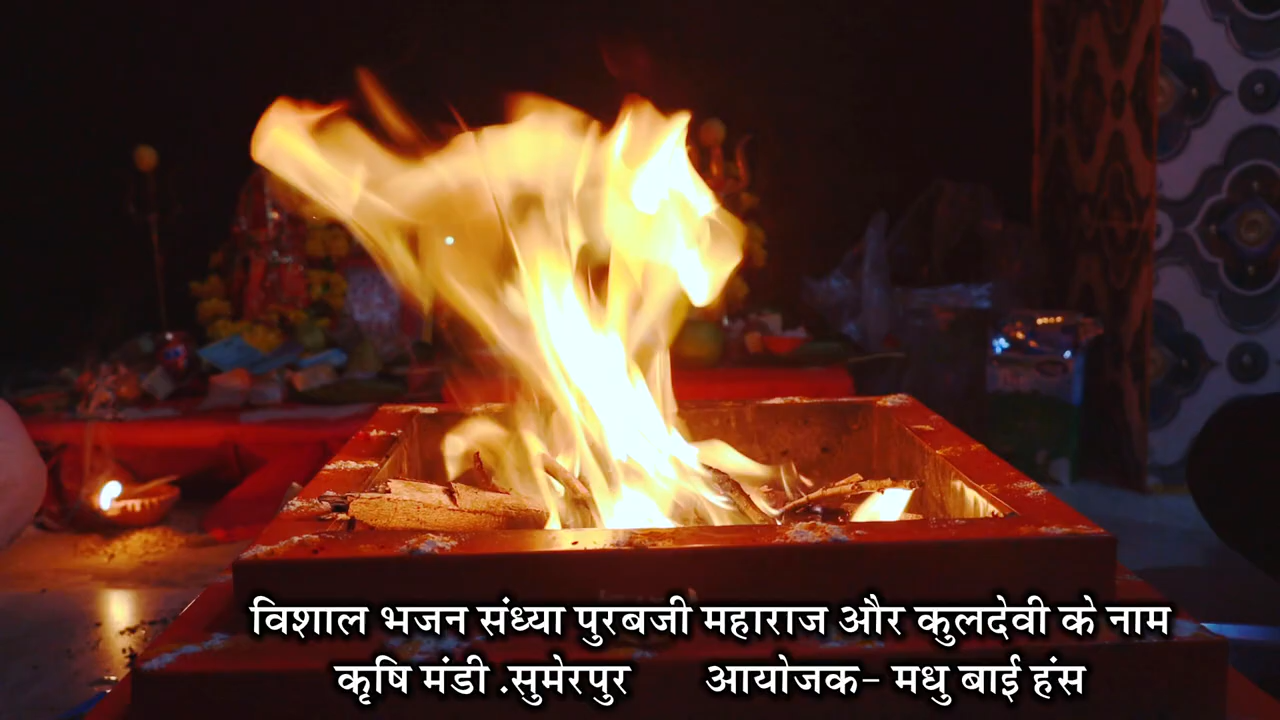 विशाल भजन संध्या पुरबजी महाराज और कुलदेवी के नाम
कृषि मंडी .सुमेरपुर आयोजक- मधु बाई हंस